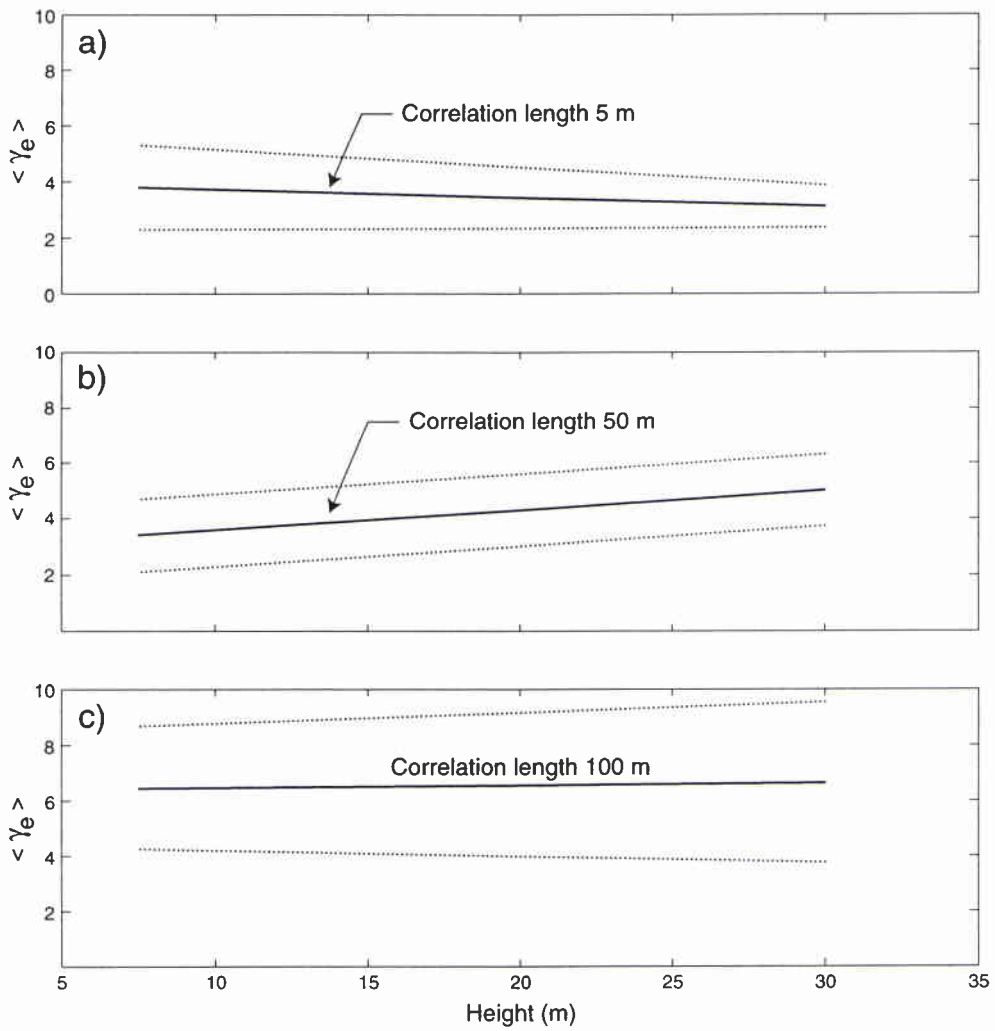 a)
10
8
6
4
2
0
< γe >
Correlation length 5 m
b)
10
8
6
4
2
< γe >
Correlation length 50 m
c)
10
8
6
4
2
< γe >
Correlation length 100 m
5 10 15 20 25 30 35
Height (m)